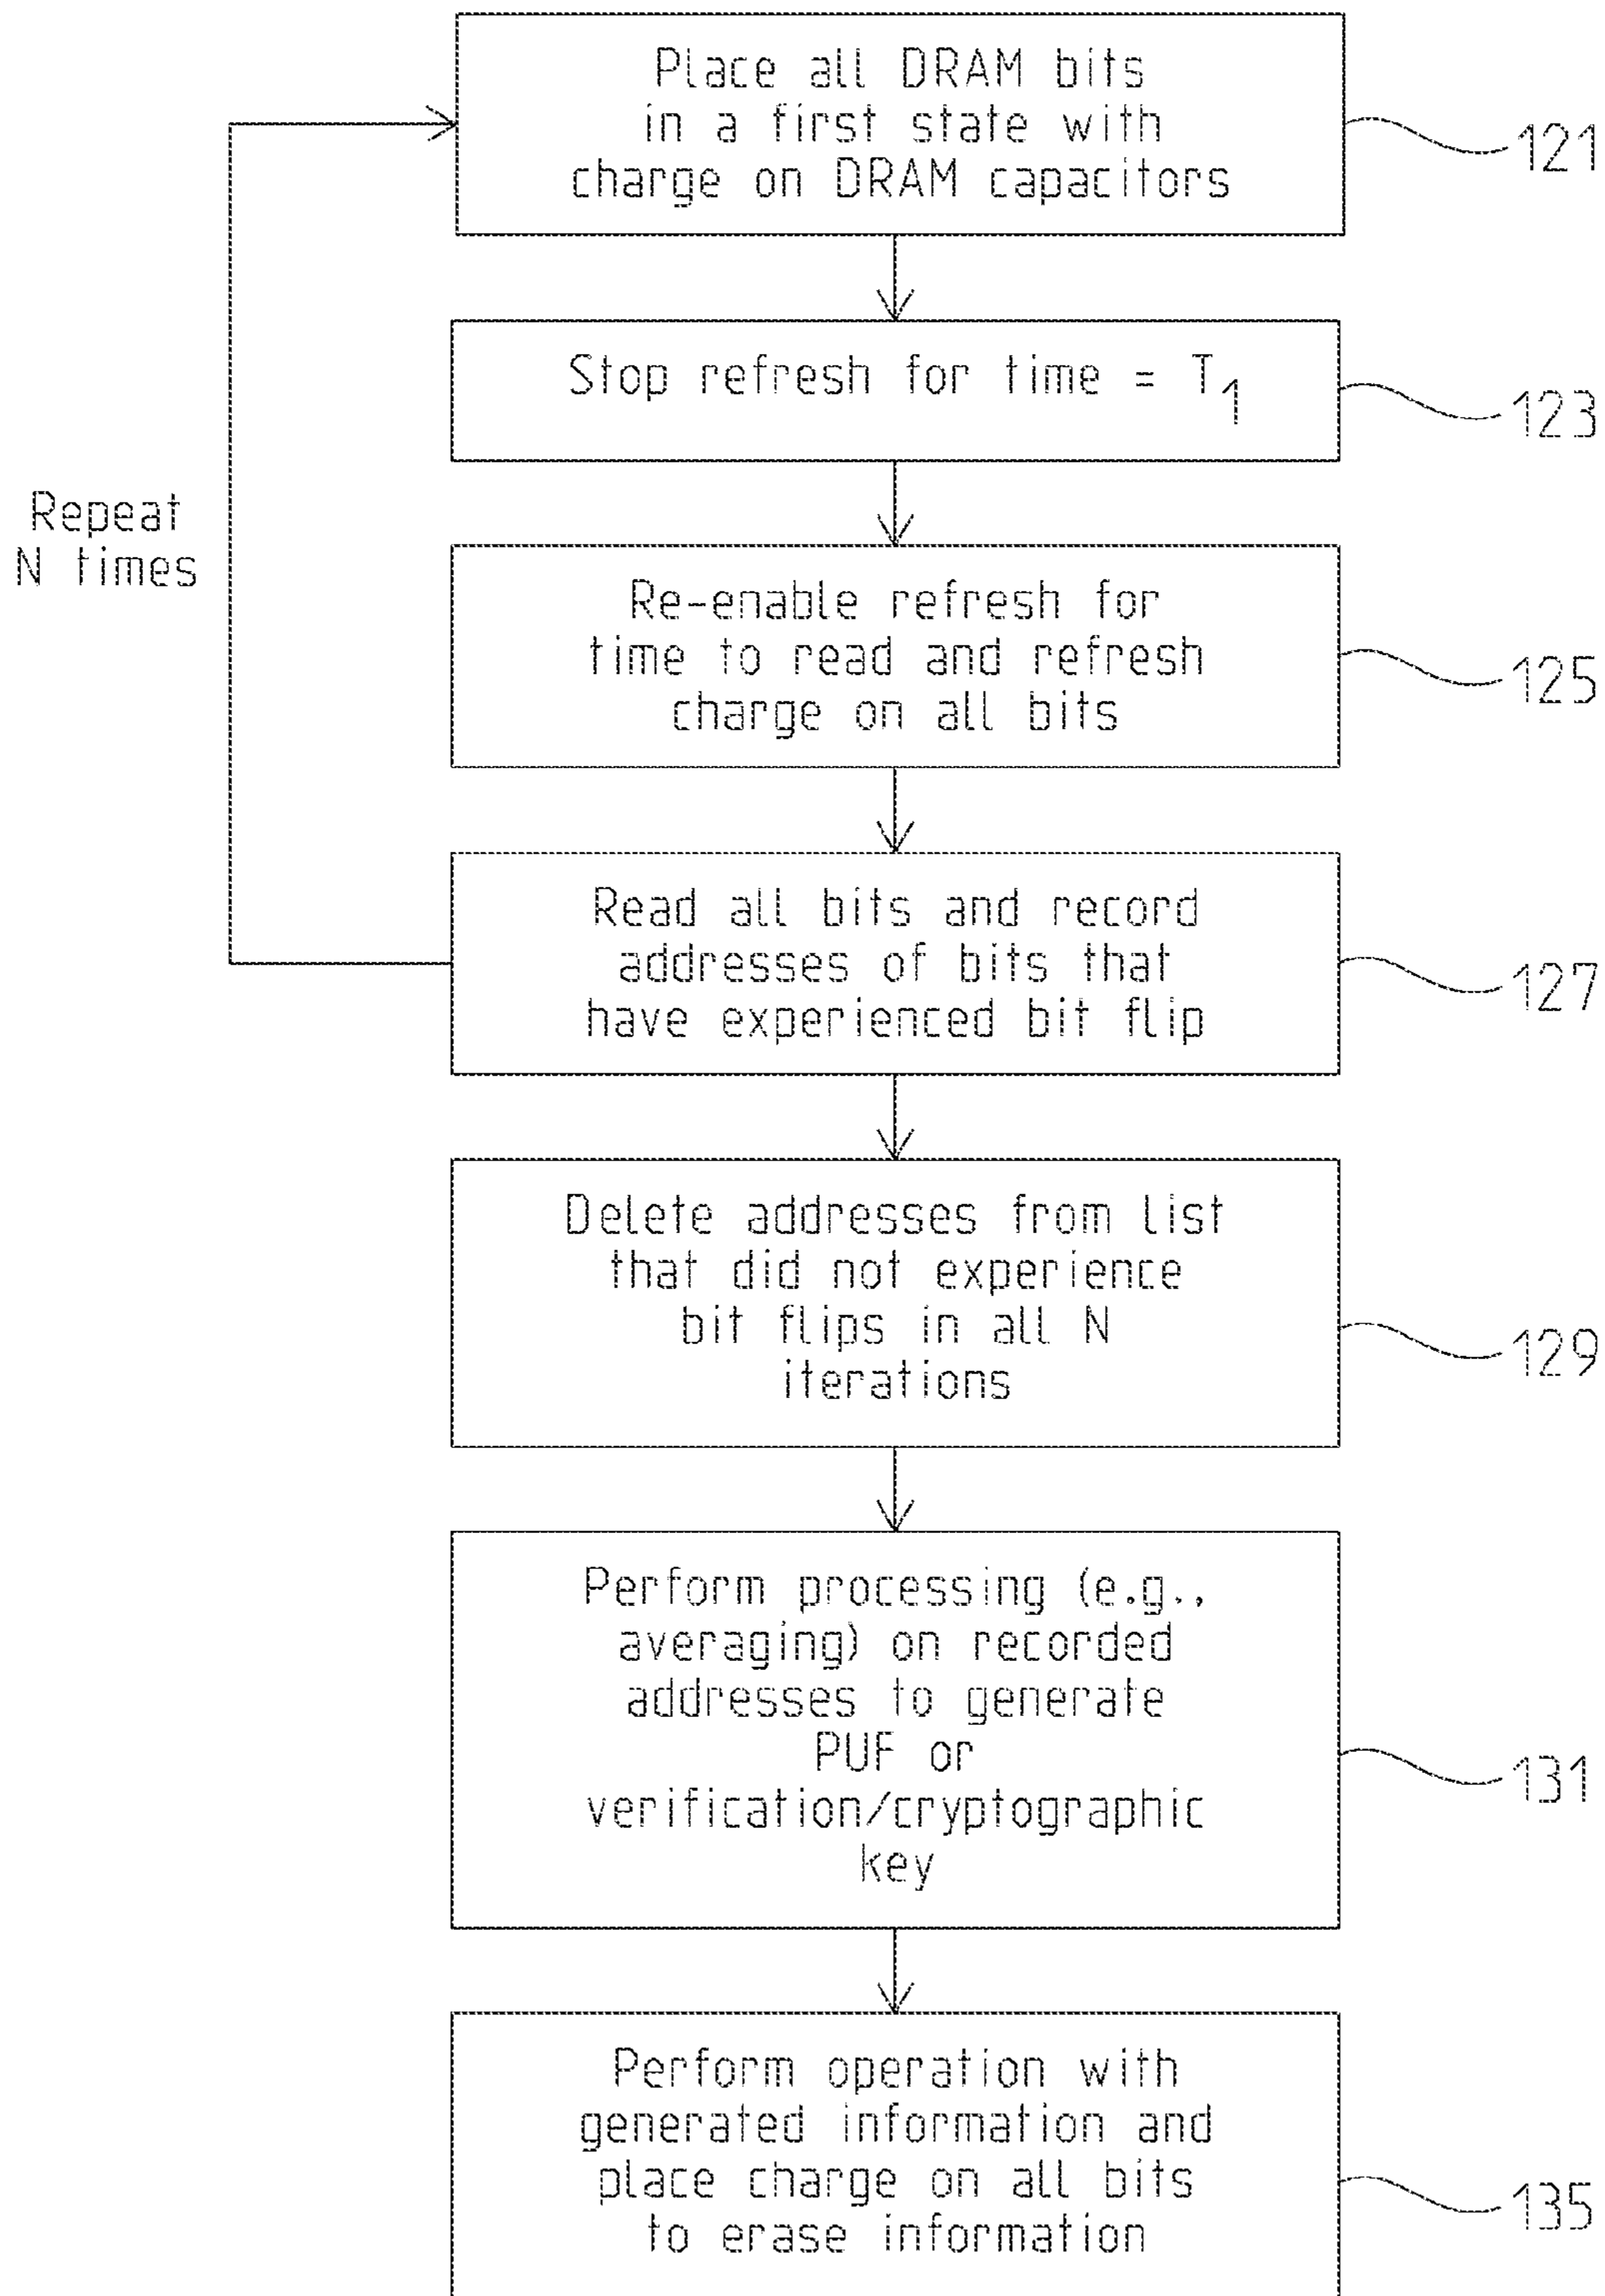 Place all DRAM bits
in a first state with
charge on DRAM capacitors
121
Stop refresh for time = T1
123
Repeat
N times
Re-enable refresh for
time to read and refresh
charge on all bits
125
Read all bits and record
addresses of bits that
have experienced bit flip
127
Delete addresses from list
that did not experience
bit flips in all N
iterations
129
Perform processing (e.g.,
averaging) on recorded
addresses to generate
PUF or
verification/cryptographic
key
131
Perform operation with
generated information and
place charge on all bits
to erase information
135